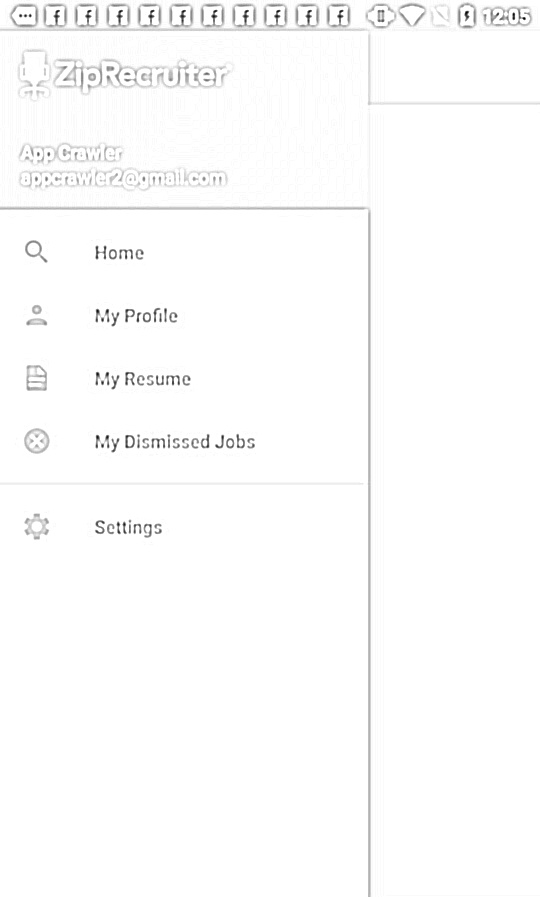 12:05
ZipRecruiter
App Crawler
appcrawler2@gmail.com
Home
My Profile
My Resume
My Dismissed Jobs
Settings